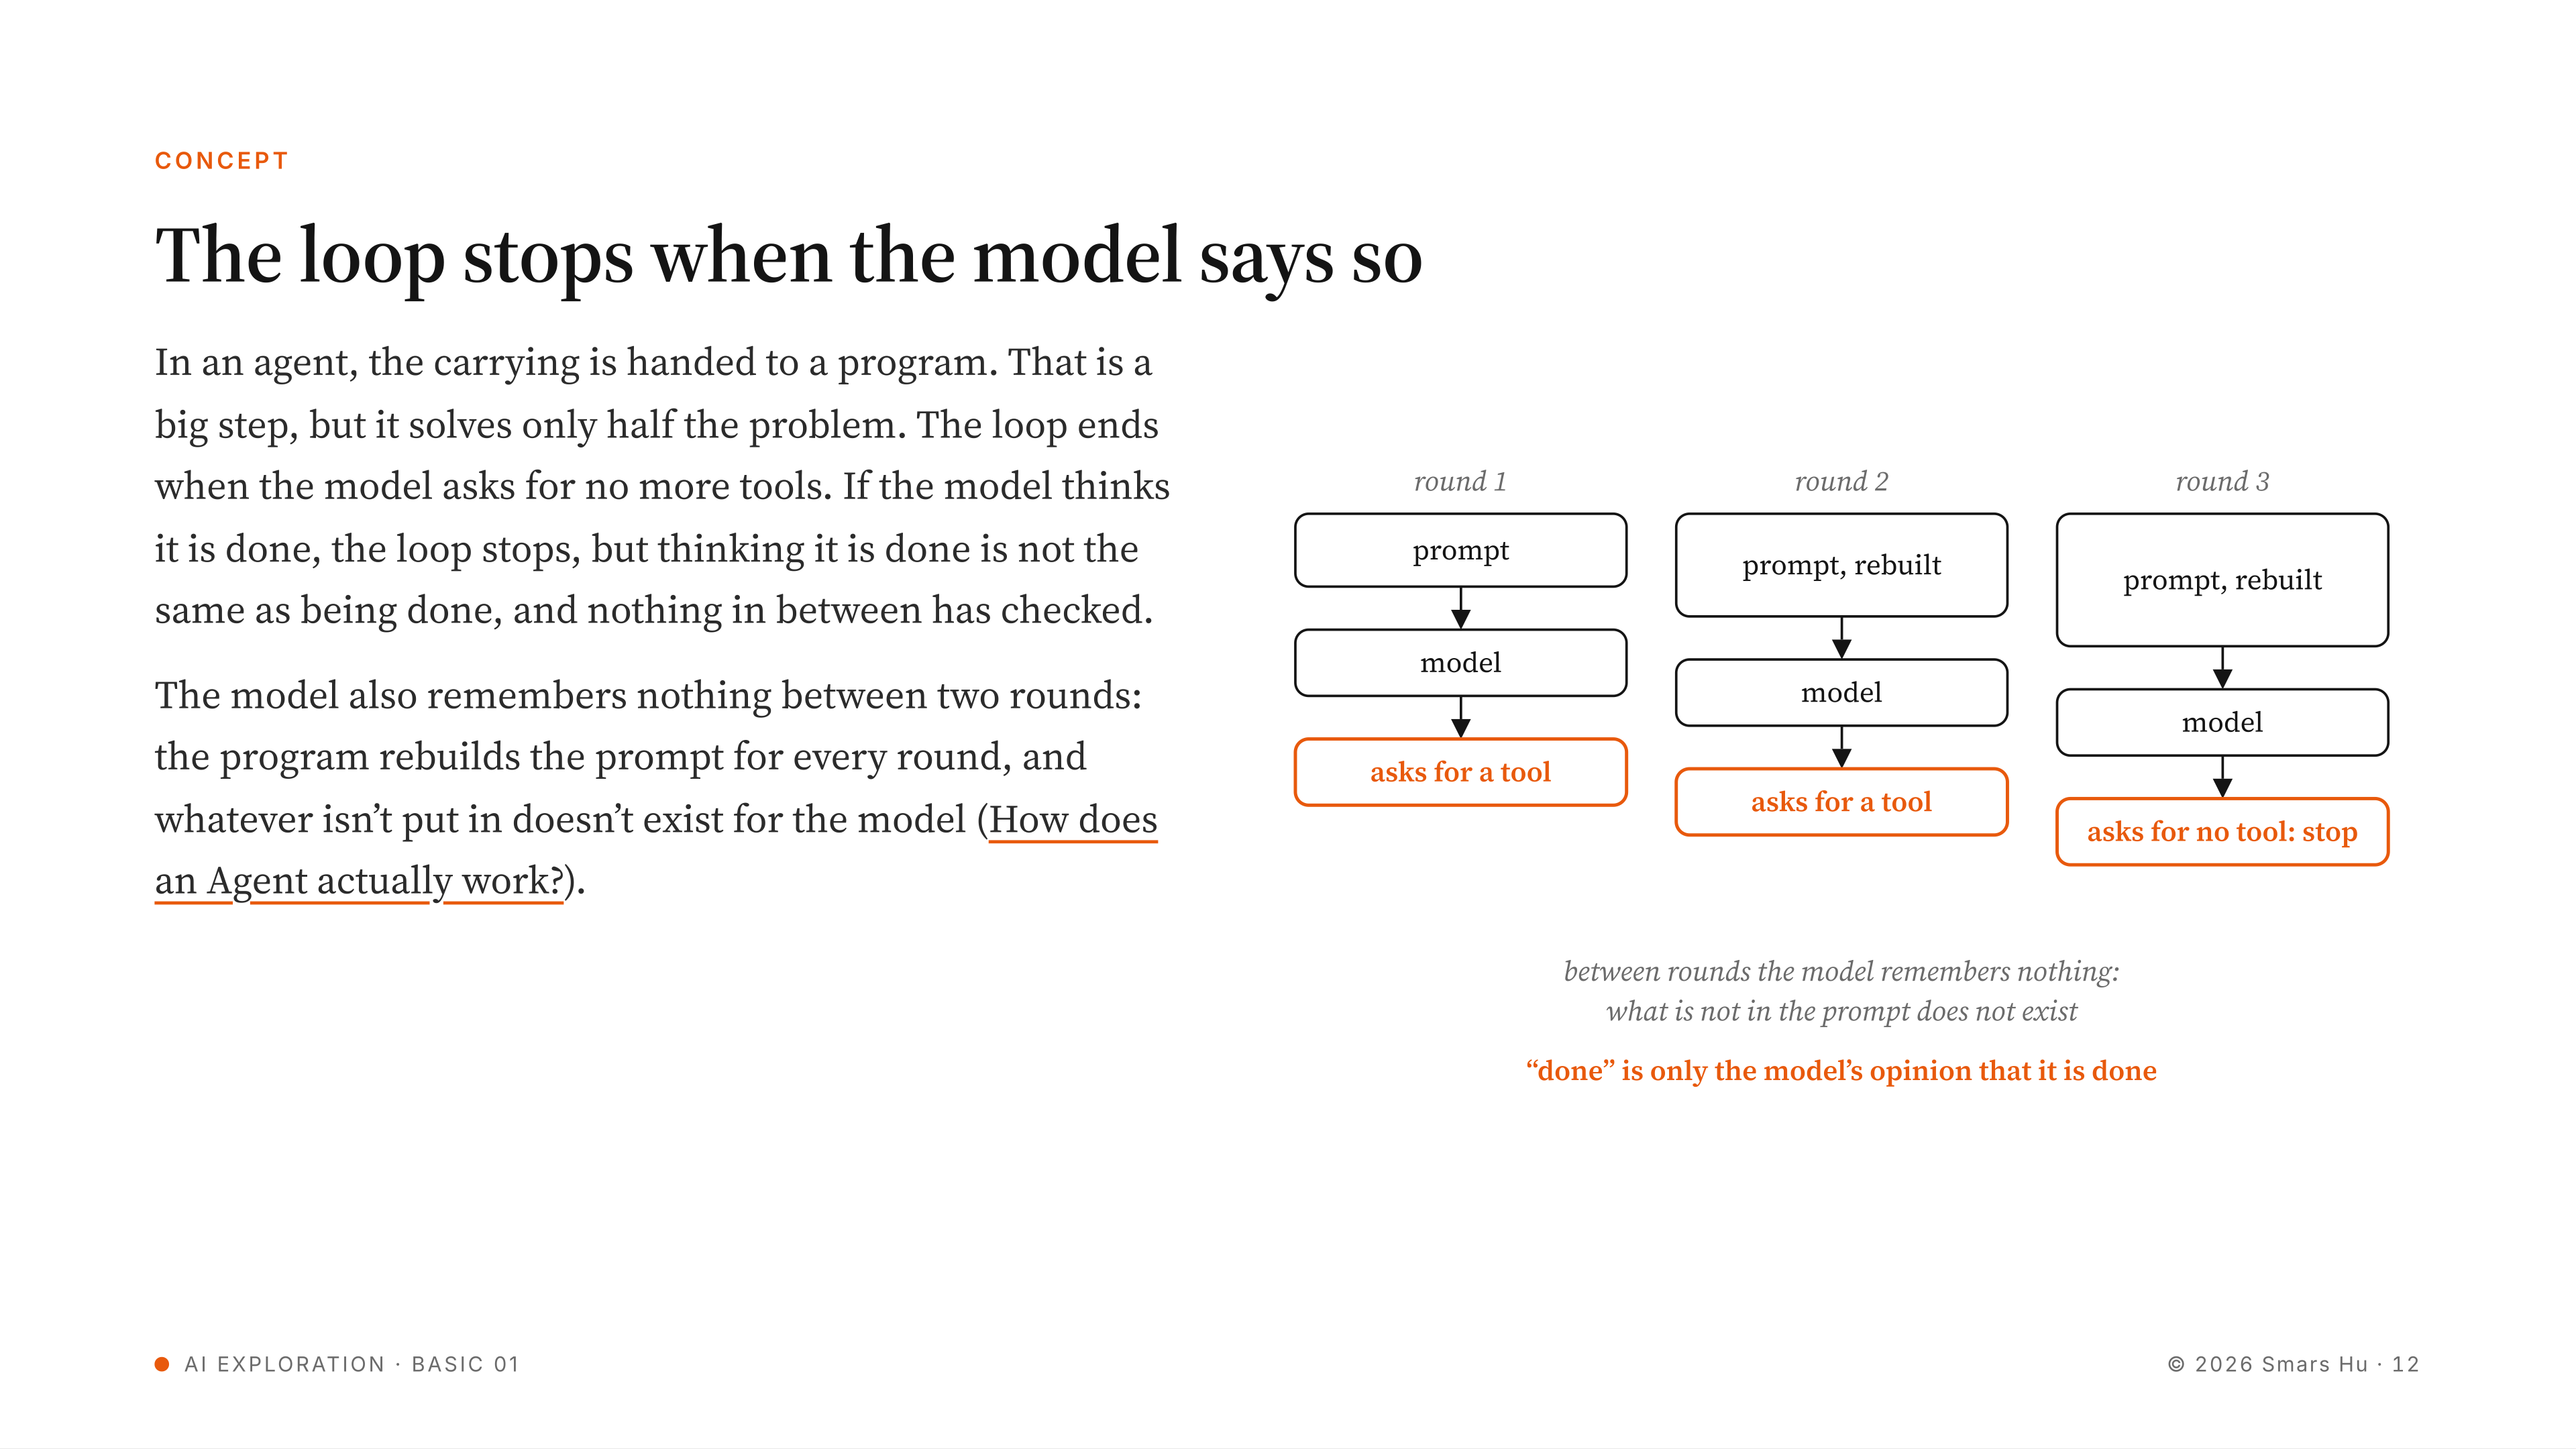 CONCEPT
The loop stops when the model says so
In an agent, the carrying is handed to a program. That is a
big step, but it solves only half the problem. The loop ends
when the model asks for no more tools. If the model thinks
it is done, the loop stops, but thinking it is done is not the
same as being done, and nothing in between has checked.
The model also remembers nothing between two rounds:
the program rebuilds the prompt for every round, and
whatever isn’t put in doesn’t exist for the model (How does
an Agent actually work?).
round 1
prompt
model
asks for a tool
round 2
prompt, rebuilt
model
asks for a tool
round 3
prompt, rebuilt
model
asks for no tool: stop
between rounds the model remembers nothing:
what is not in the prompt does not exist
“done” is only the model’s opinion that it is done
AI EXPLORATION · BASIC 01
© 2026 Smars Hu · 12